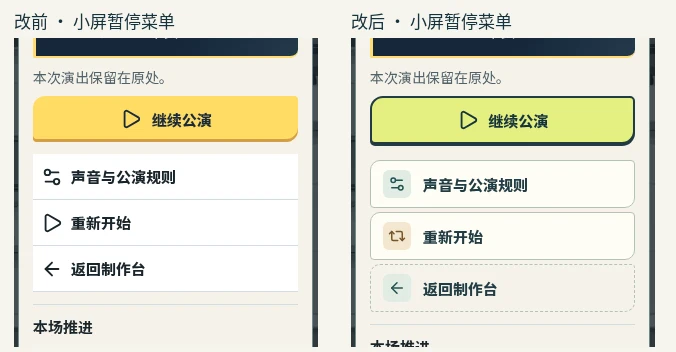 改前 · 小屏暂停菜单
本次演出保留在原处。
继续公演
声音与公演规则
重新开始
返回制作台
本场推进
改后 · 小屏暂停菜单
本次演出保留在原处。
继续公演
声音与公演规则
重新开始
返回制作台